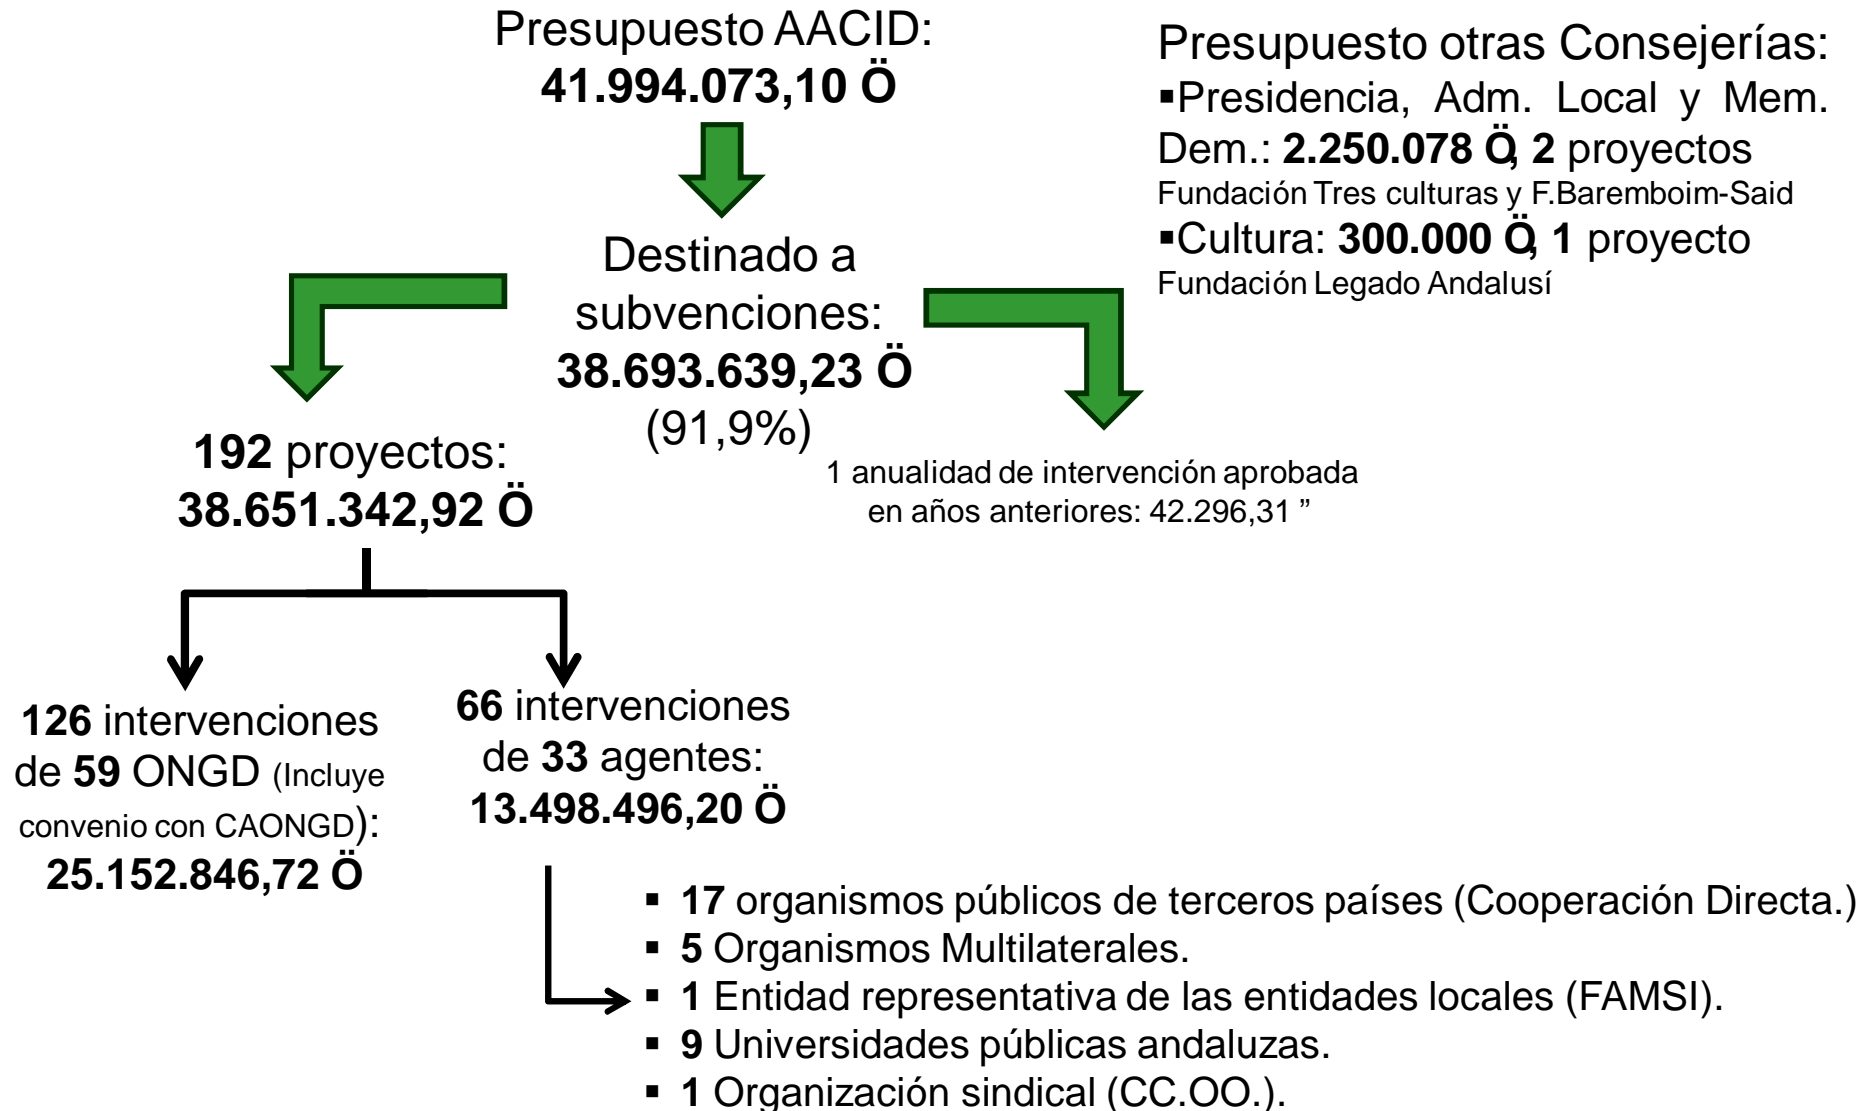 Presupuesto AACID:
41.994.073,10 Ö
Presupuesto otras Consejerías:
▪Presidencia, Adm. Local y Mem.
Dem.: 2.250.078 Ö, 2 proyectos
Fundación Tres culturas y F.Baremboim-Said
▪Cultura: 300.000 Ö, 1 proyecto
Fundación Legado Andalusí
Destinado a
subvenciones:
38.693.639,23 Ö
(91,9%)
192 proyectos:
38.651.342,92 Ö
1 anualidad de intervención aprobada
en años anteriores: 42.296,31 ”
126 intervenciones
de 59 ONGD (Incluye
convenio con CAONGD):
25.152.846,72 Ö
66 intervenciones
de 33 agentes:
13.498.496,20 Ö
▪ 17 organismos públicos de terceros países (Cooperación Directa.)
▪ 5 Organismos Multilaterales.
▪ 1 Entidad representativa de las entidades locales (FAMSI).
▪ 9 Universidades públicas andaluzas.
▪ 1 Organización sindical (CC.OO.).